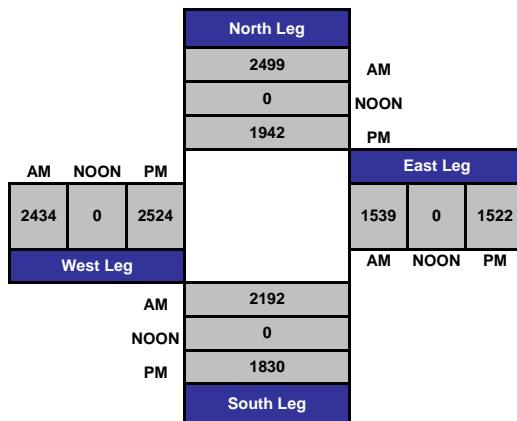 North Leg
2499 AM
0 NOON
1942 PM
AM NOON PM
East Leg
2434 0 2524
1539 0 1522
West Leg
AM NOON PM
AM 2192
NOON 0
PM 1830
South Leg